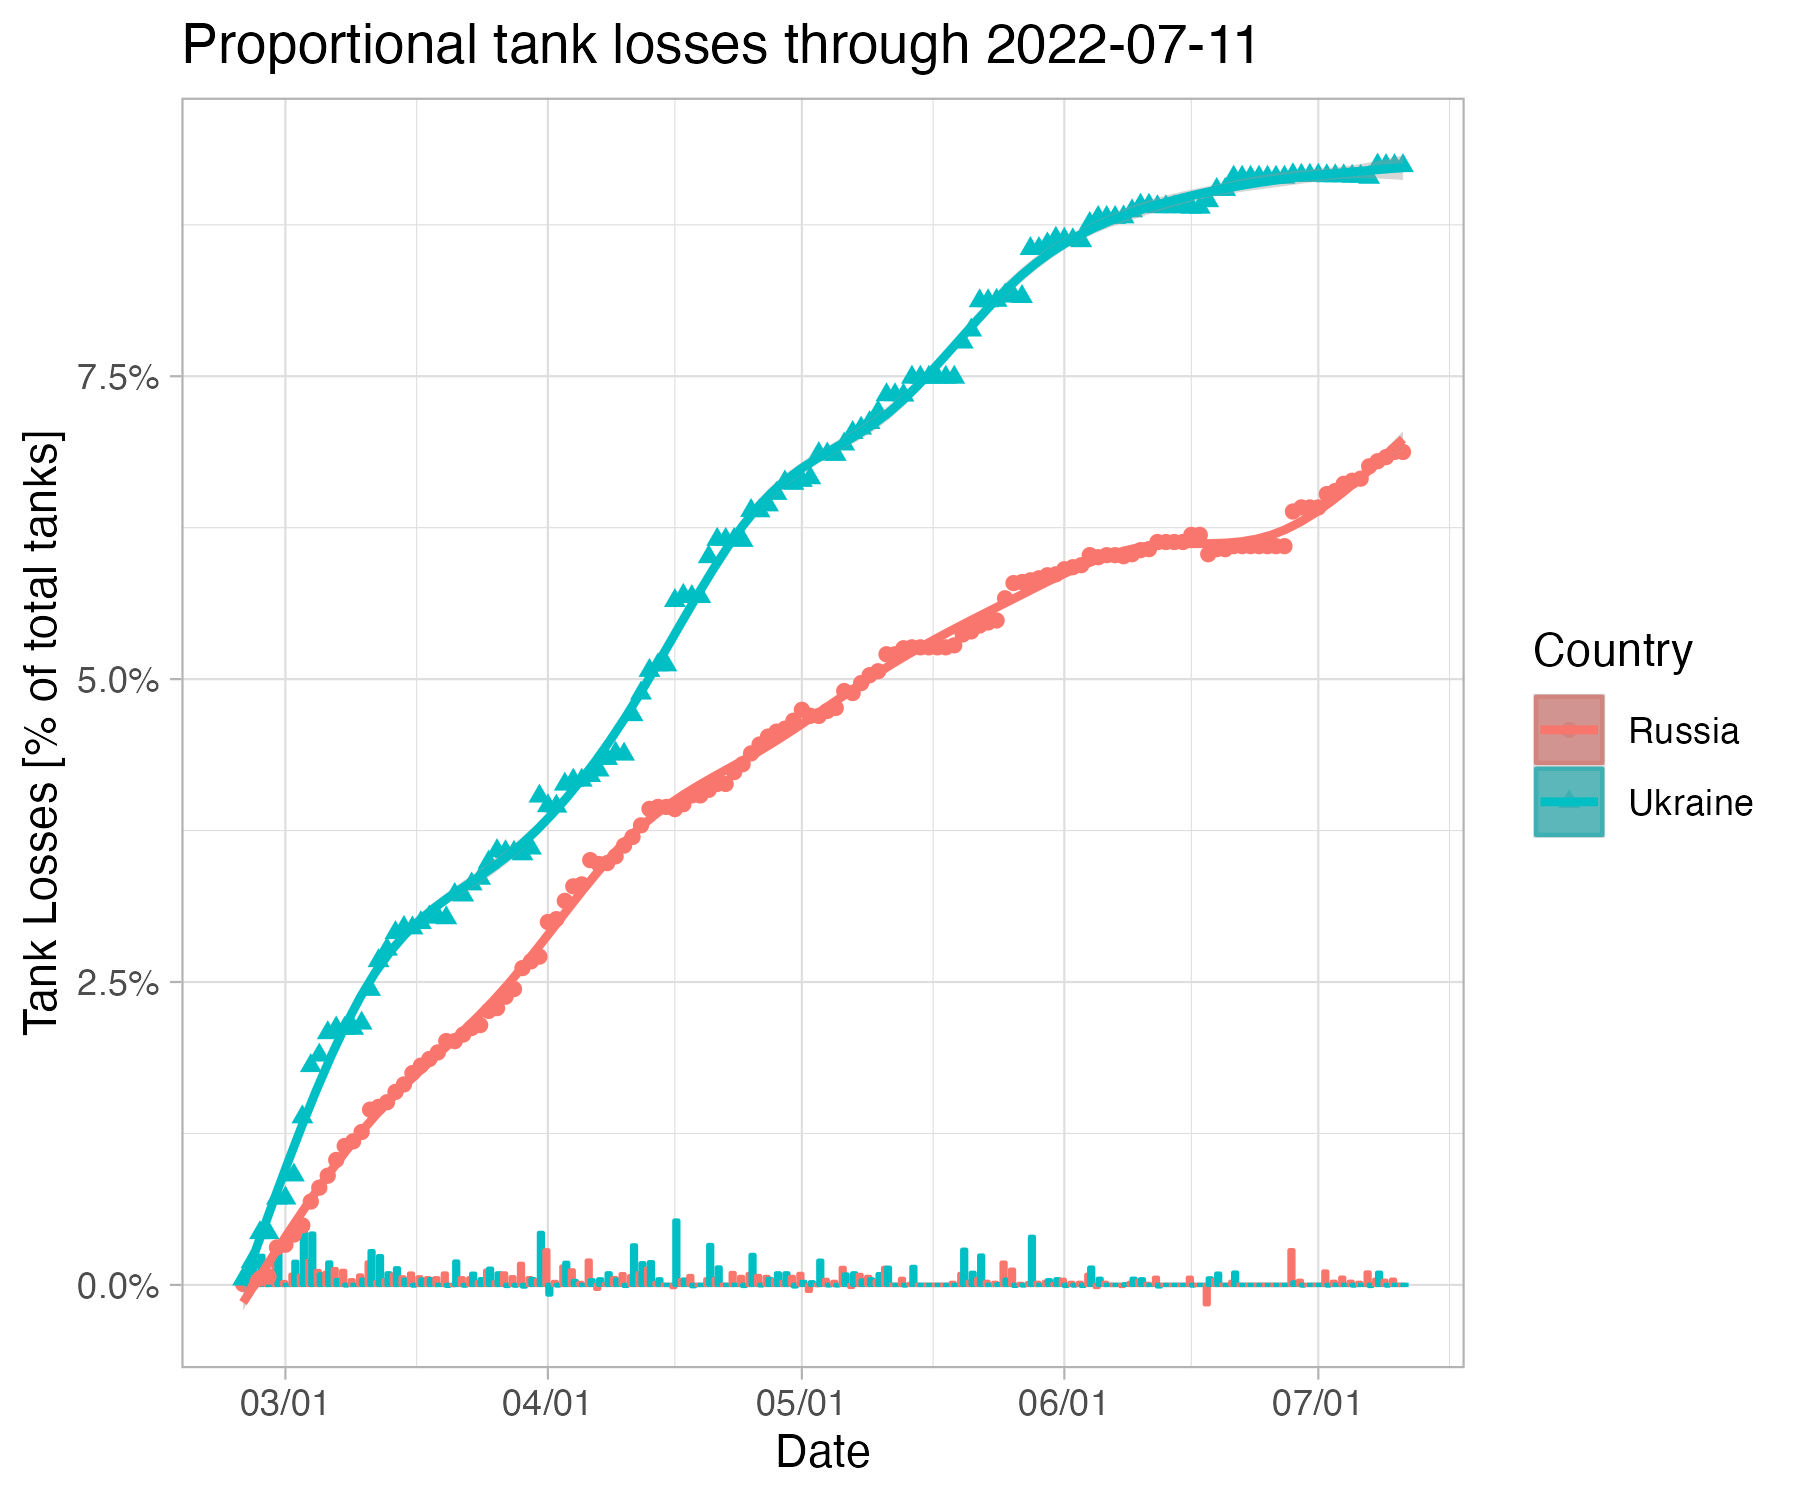 Proportional tank losses through 2022-07-11
Tank Losses [% of total tanks]
7.5%
5.0%
2.5%
0.0%
03/01
04/01
05/01
06/01
07/01
Date
Country
Russia
Ukraine